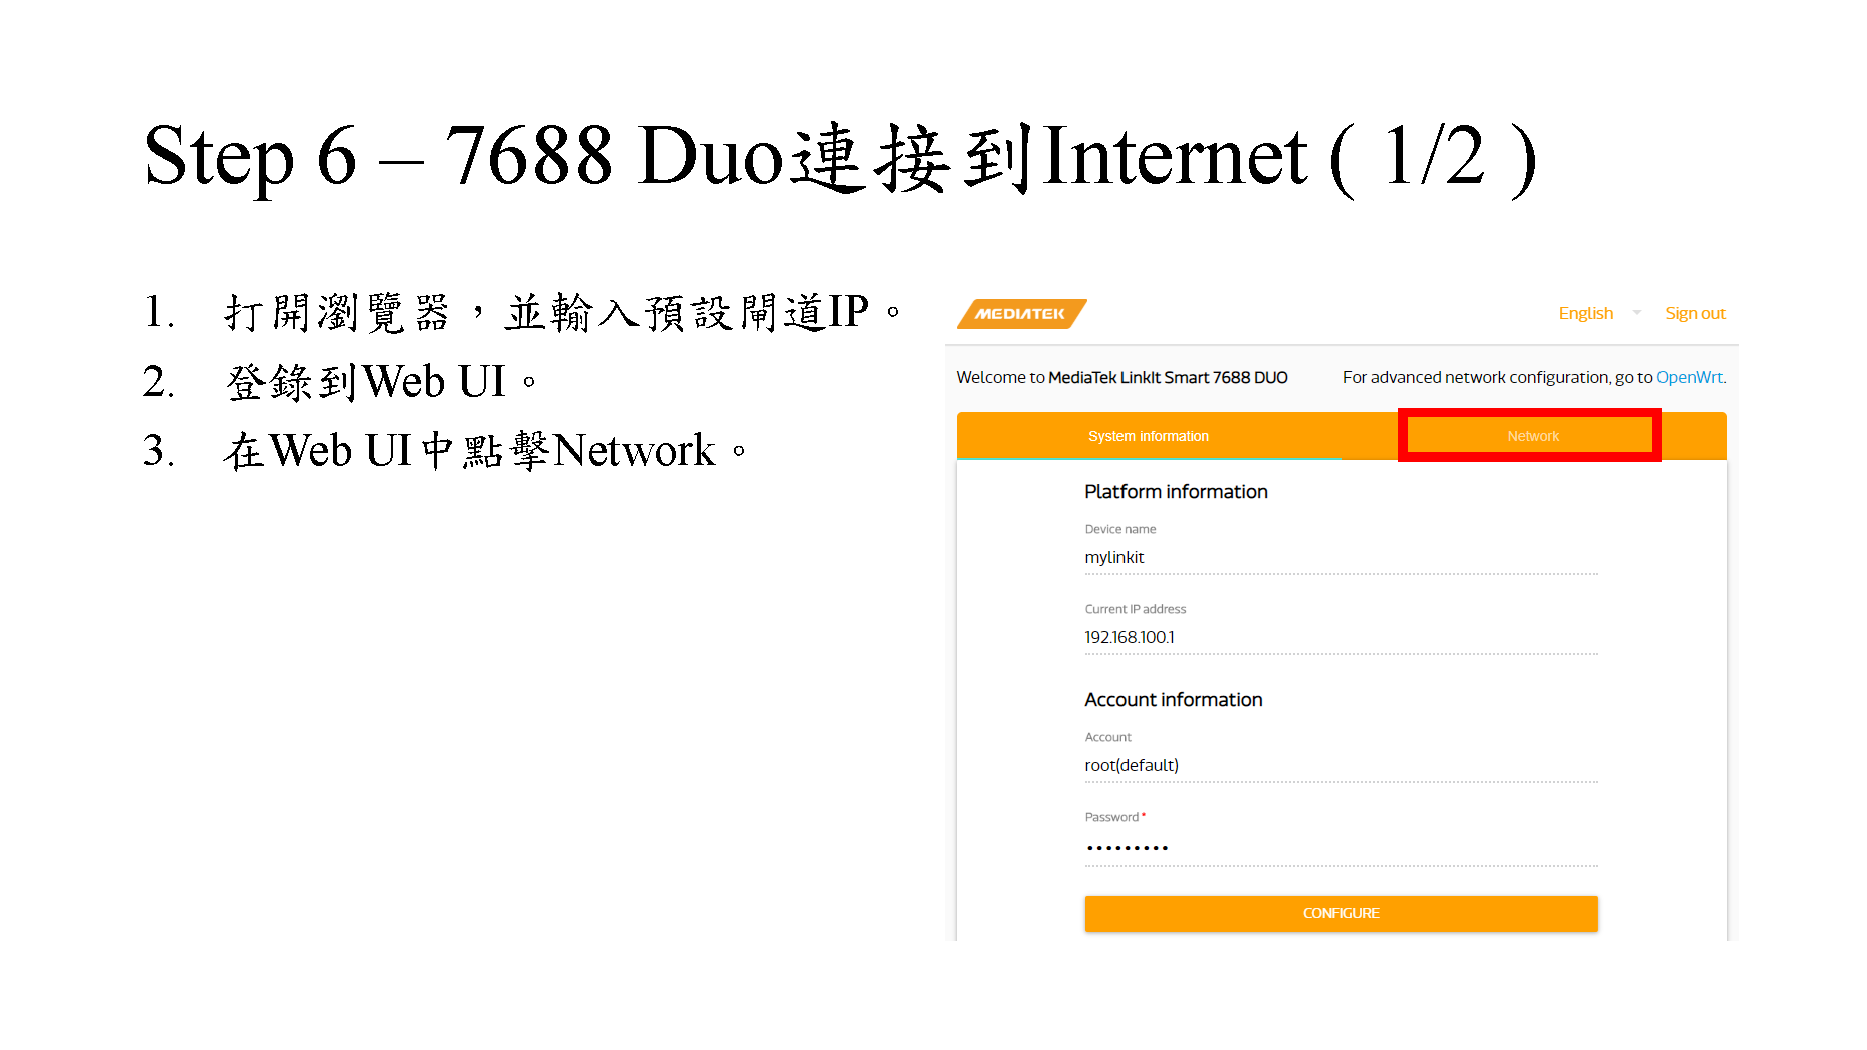 Step 6 – 7688 Duo連接到Internet ( 1/2 )
1. 打開瀏覽器，並輸入預設閘道IP。
2. 登錄到Web UI。
3. 在Web UI中點擊Network。
MEDIATEK
English Sign out
Welcome to MediaTek LinkIt Smart 7688 DUO
For advanced network configuration, go to OpenWrt.
System information Network
Platform information
Device name
mylinkit
Current IP address
192.168.100.1
Account information
Account
root(default)
Password *
•••••••••
CONFIGURE